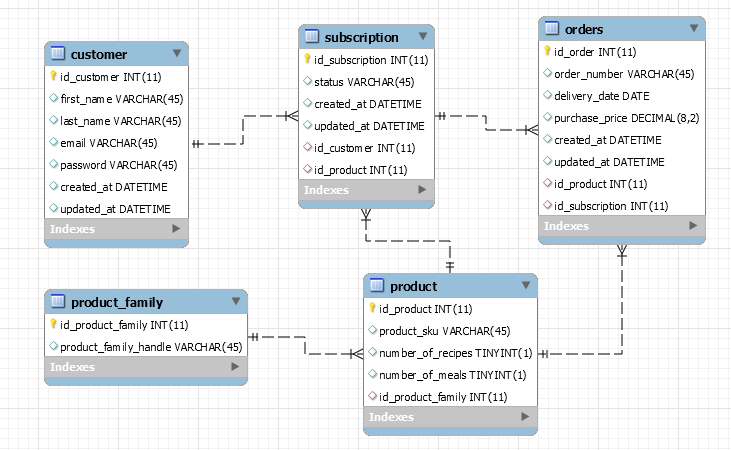 customer
id_customer INT(11)
first_name VARCHAR(45)
last_name VARCHAR(45)
email VARCHAR(45)
password VARCHAR(45)
created_at DATETIME
updated_at DATETIME
Indexes
subscription
id_subscription INT(11)
status VARCHAR(45)
created_at DATETIME
updated_at DATETIME
id_customer INT(11)
id_product INT(11)
Indexes
orders
id_order INT(11)
order_number VARCHAR(45)
delivery_date DATE
purchase_price DECIMAL(8,2)
created_at DATETIME
updated_at DATETIME
id_product INT(11)
id_subscription INT(11)
Indexes
product_family
id_product_family INT(11)
product_family_handle VARCHAR(45)
Indexes
product
id_product INT(11)
product_sku VARCHAR(45)
number_of_recipes TINYINT(1)
number_of_meals TINYINT(1)
id_product_family INT(11)
Indexes